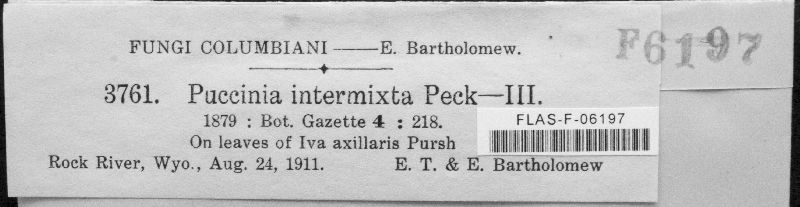 FUNGI COLUMBIANI——E. Bartholomew.
F6197
3761. Puccinia intermixta Peck—III.
1879 : Bot. Gazette 4 : 218.
FLAS-F-06197
On leaves of Iva axillaris Pursh
Rock River, Wyo., Aug. 24, 1911. E. T. & E. Bartholomew